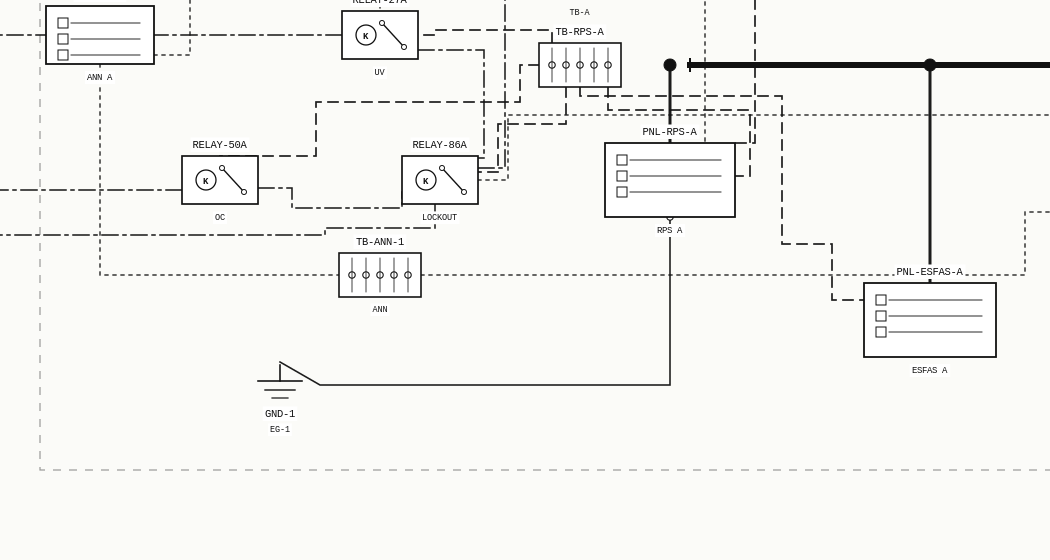 RELAY-27A
TB-A
TB-RPS-A
K
UV
ANN A
PNL-RPS-A
RELAY-50A
RELAY-86A
K
K
OC
LOCKOUT
RPS A
TB-ANN-1
PNL-ESFAS-A
ANN
ESFAS A
GND-1
EG-1